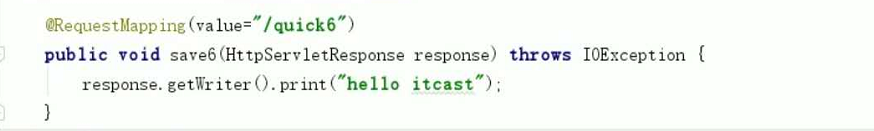 @RequestMapping(value="/quick6")
public void save6(HttpServletResponse response) throws IOException {
response.getWriter().print("hello itcast");
}